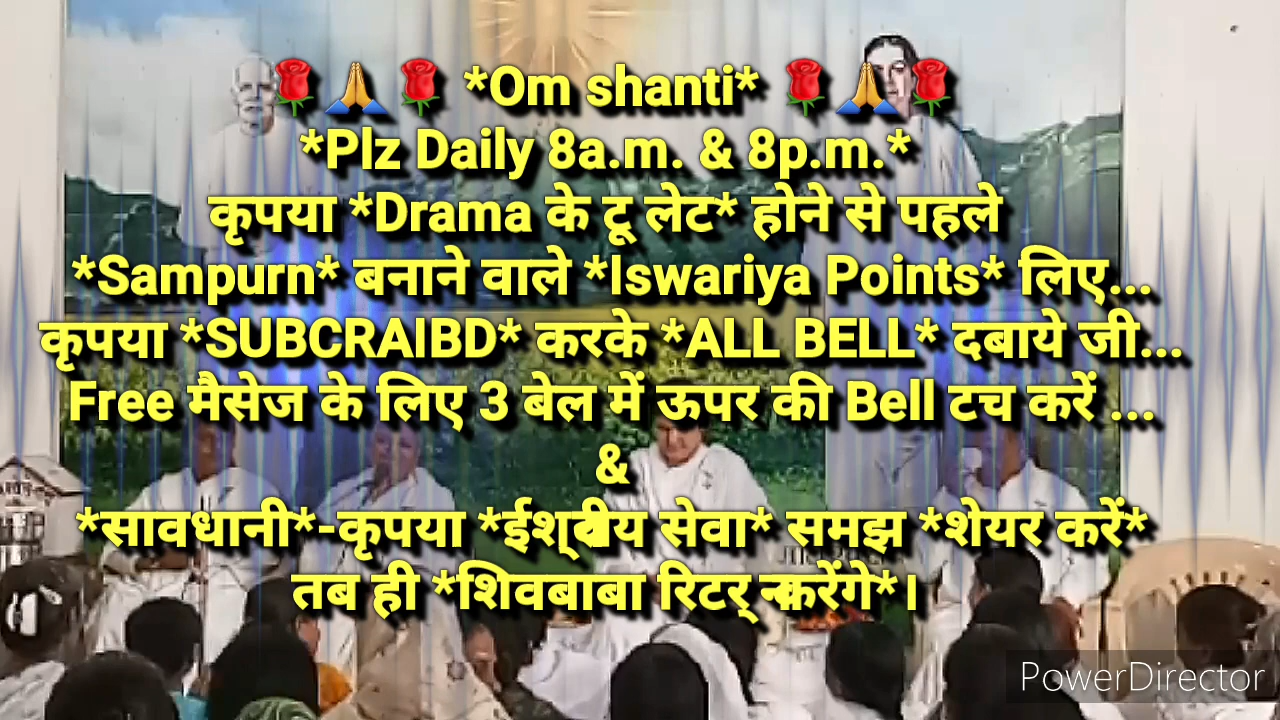 🌹🙏🌹 *Om shanti* 🌹🙏🌹
*Plz Daily 8a.m. & 8p.m.*
कृपया *Drama के टू लेट* होने से पहले
*Sampurn* बनाने वाले *Iswariya Points* लिए...
कृपया *SUBCRAIBD* करके *ALL BELL* दबाये जी...
Free मैसेज के लिए 3 बेल में ऊपर की Bell टच करें ...
&
*सावधानी*-कृपया *ईश्वरीय सेवा* समझ *शेयर करें*
तब ही *शिवबाबा रिटर्न करेंगे*।
PowerDirector